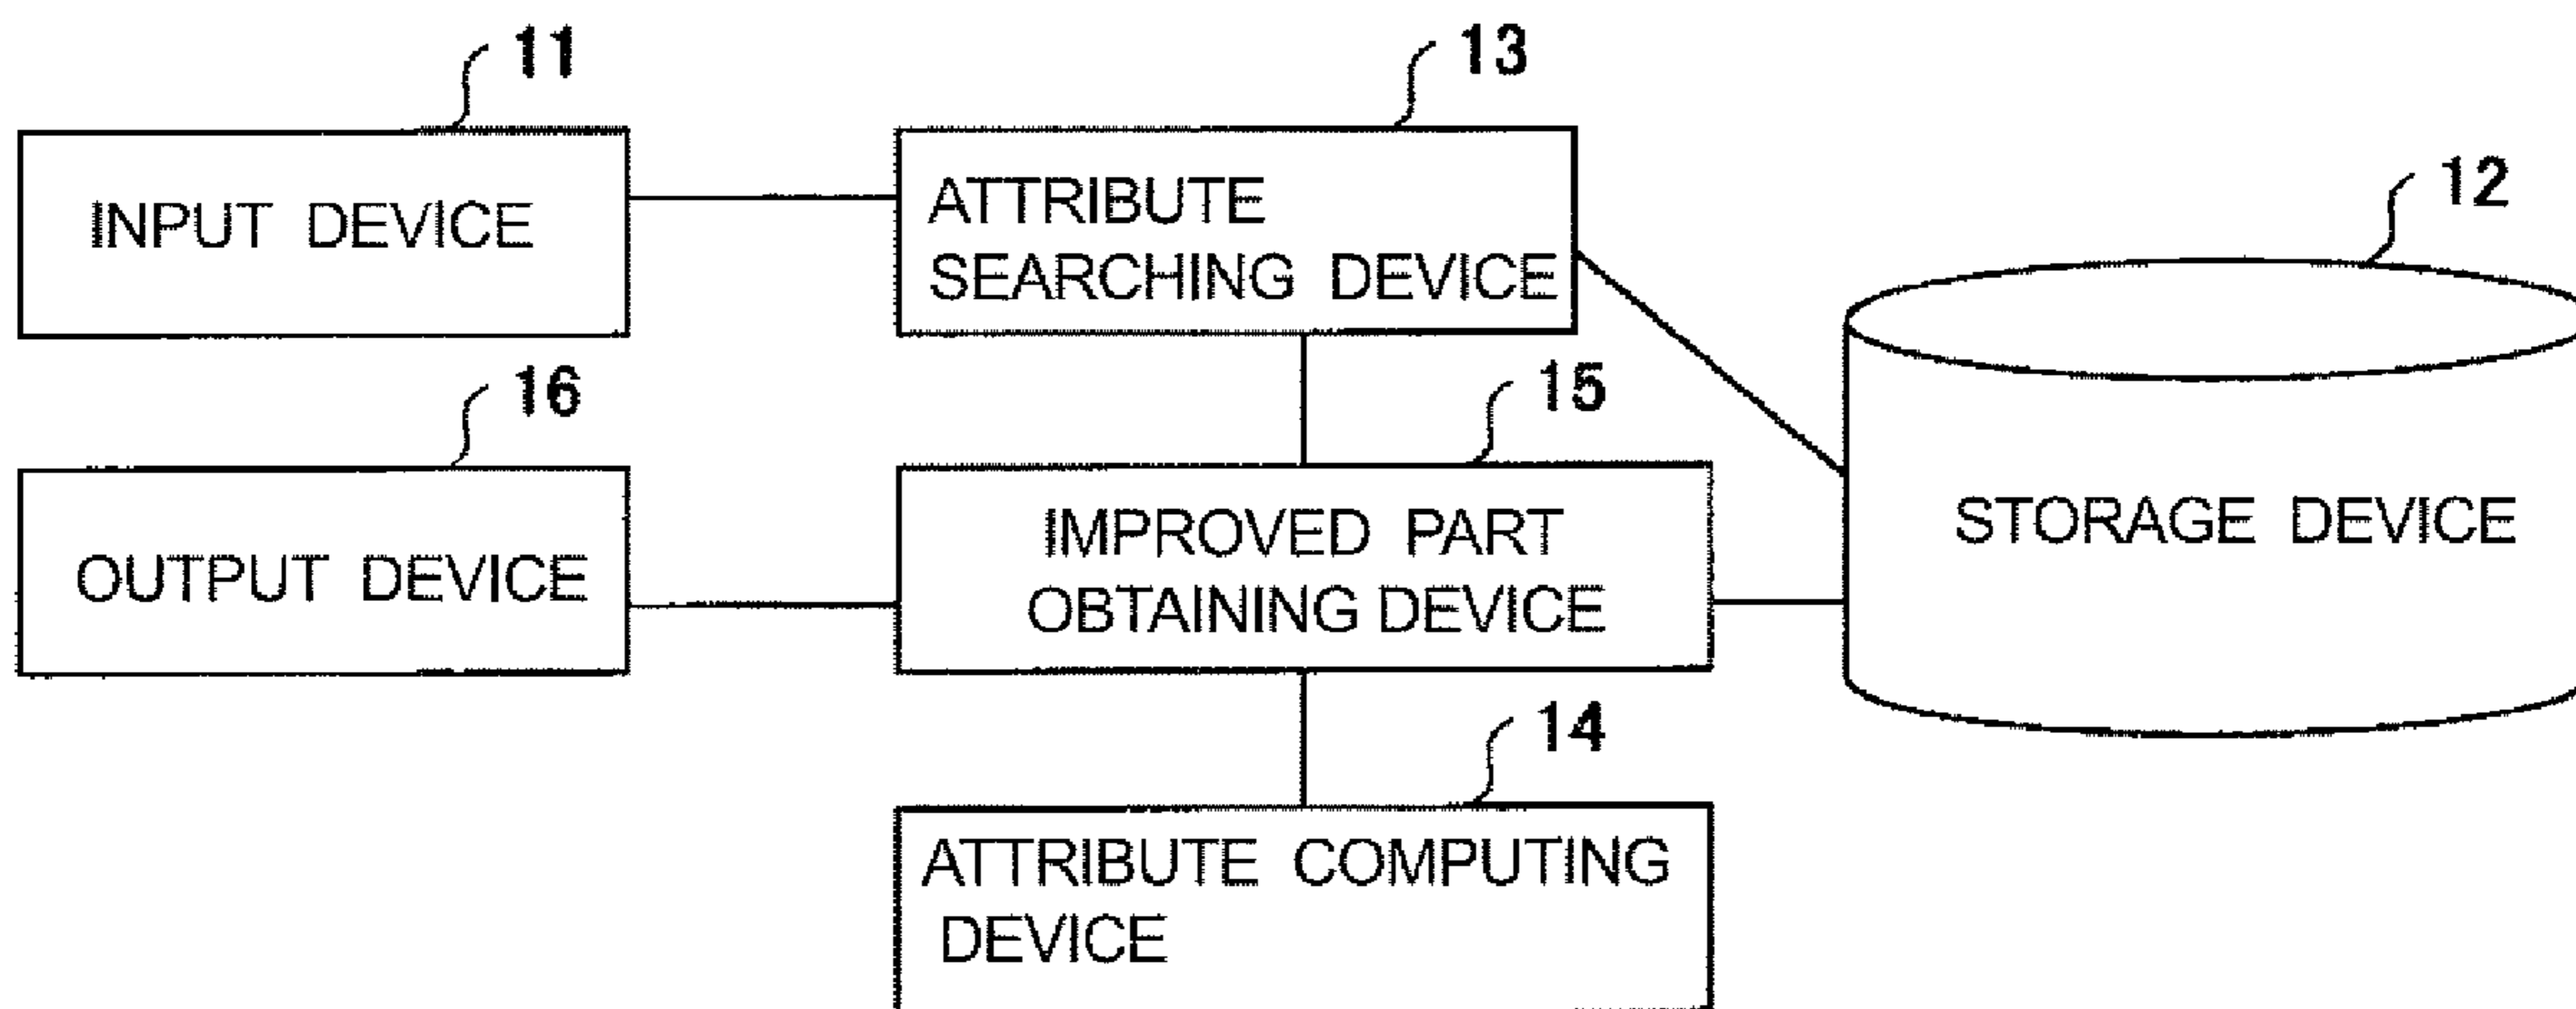 11
INPUT DEVICE
13
ATTRIBUTE
SEARCHING DEVICE
12
STORAGE DEVICE
16
OUTPUT DEVICE
15
IMPROVED PART
OBTAINING DEVICE
14
ATTRIBUTE COMPUTING
DEVICE